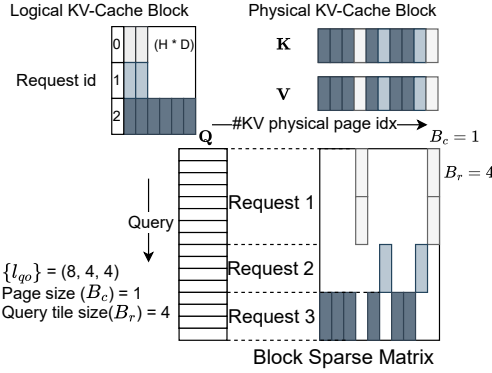 Logical KV-Cache Block
Physical KV-Cache Block
0
(H * D)
K
Request id
1
V
2
#KV physical page idx
Q
B_c = 1
B_r = 4
Request 1
Query
Request 2
{l_qo} = (8, 4, 4)
Page size (B_c) = 1
Query tile size(B_r) = 4
Request 3
Block Sparse Matrix